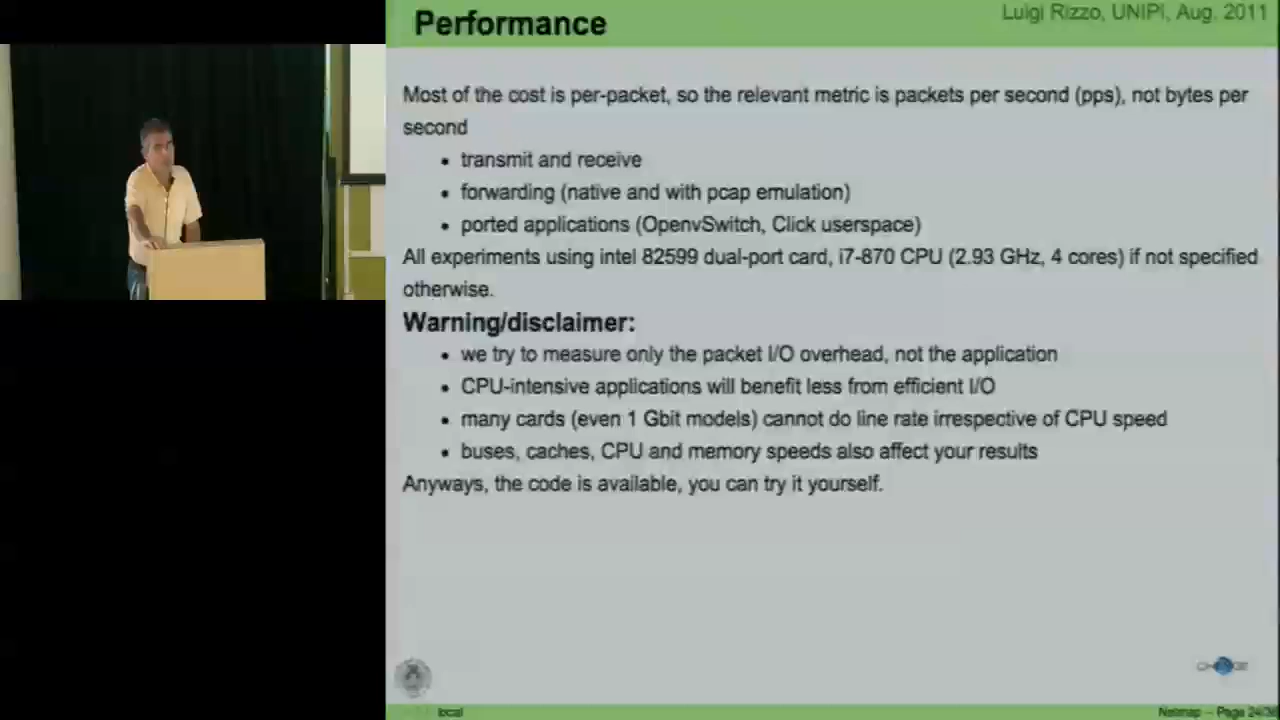 Performance
Luigi Rizzo, UNIPI, Aug. 2011
Most of the cost is per-packet, so the relevant metric is packets per second (pps), not bytes per
second
• transmit and receive
• forwarding (native and with pcap emulation)
• ported applications (OpenvSwitch, Click userspace)
All experiments using intel 82599 dual-port card, i7-870 CPU (2.93 GHz, 4 cores) if not specified
otherwise.
Warning/disclaimer:
• we try to measure only the packet I/O overhead, not the application
• CPU-intensive applications will benefit less from efficient I/O
• many cards (even 1 Gbit models) cannot do line rate irrespective of CPU speed
• buses, caches, CPU and memory speeds also affect your results
Anyways, the code is available, you can try it yourself.
local
Netmap -- Page